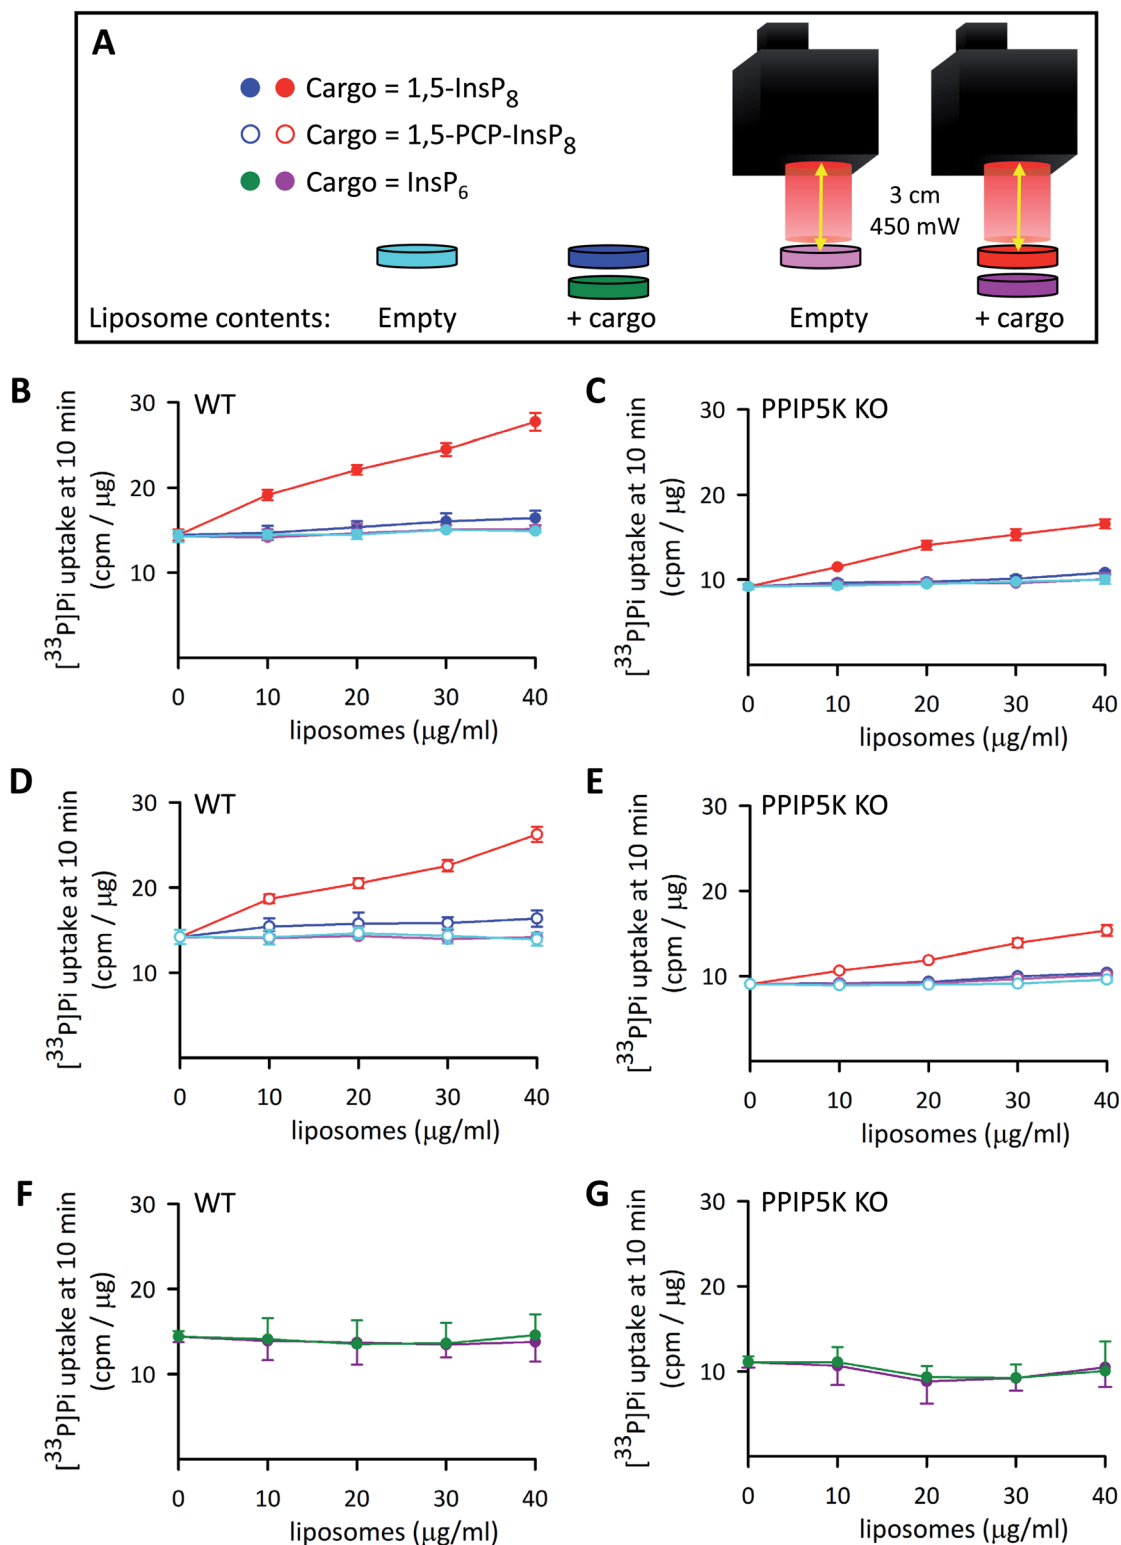 A
Cargo = 1,5-InsP8
Cargo = 1,5-PCP-InsP8
Cargo = InsP6
3 cm
450 mW
Liposome contents: Empty + cargo Empty + cargo
B
WT
[33P]Pi uptake at 10 min
(cpm / µg)
30
20
10
0 10 20 30 40
liposomes (µg/ml)
C
PPIP5K KO
[33P]Pi uptake at 10 min
(cpm / µg)
30
20
10
0 10 20 30 40
liposomes (µg/ml)
D
WT
[33P]Pi uptake at 10 min
(cpm / µg)
30
20
10
0 10 20 30 40
liposomes (µg/ml)
E
PPIP5K KO
[33P]Pi uptake at 10 min
(cpm / µg)
30
20
10
0 10 20 30 40
liposomes (µg/ml)
F
WT
[33P]Pi uptake at 10 min
(cpm / µg)
30
20
10
0 10 20 30 40
liposomes (µg/ml)
G
PPIP5K KO
[33P]Pi uptake at 10 min
(cpm / µg)
30
20
10
0 10 20 30 40
liposomes (µg/ml)